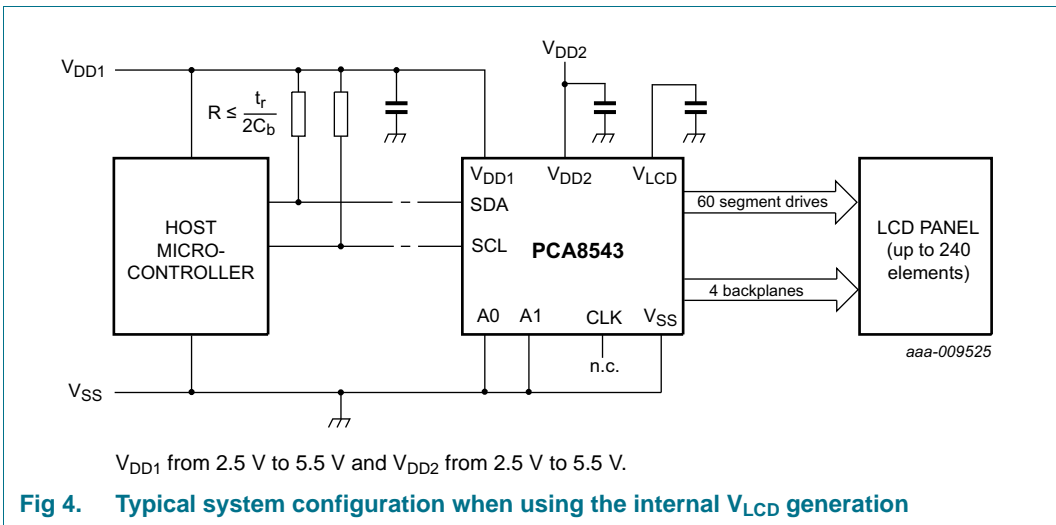 VDD2
VDD1
R ≤ tr
2Cb
VDD1 VDD2 VLCD
SDA
SCL
PCA8543
A0 A1 CLK VSS
n.c.
HOST
MICRO-
CONTROLLER
60 segment drives
4 backplanes
LCD PANEL
(up to 240
elements)
aaa-009525
VSS
VDD1 from 2.5 V to 5.5 V and VDD2 from 2.5 V to 5.5 V.
Fig 4. Typical system configuration when using the internal VLCD generation